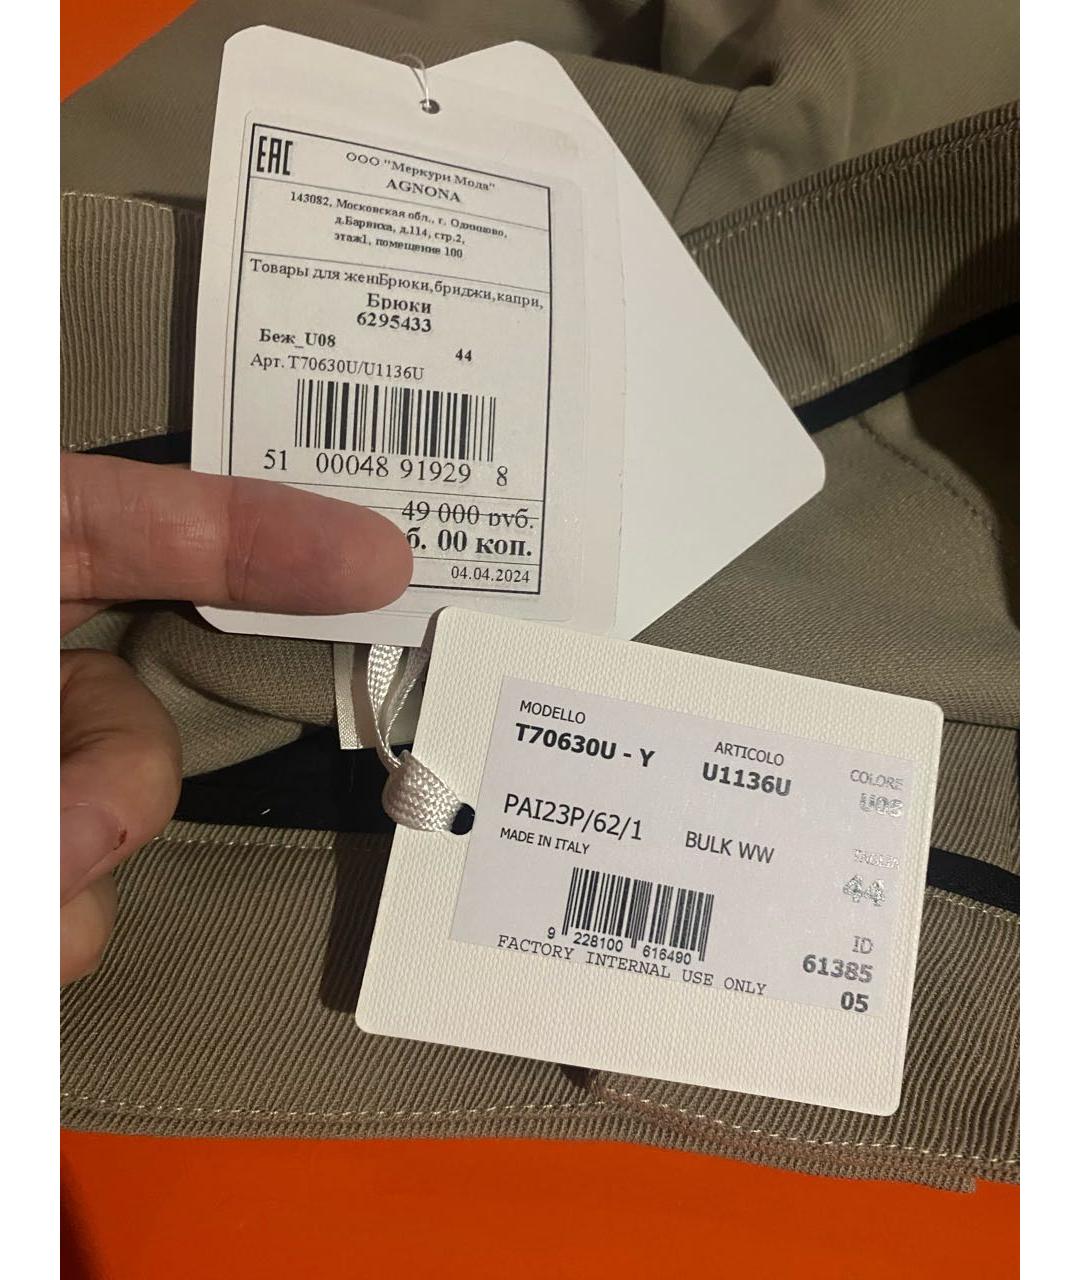 EAC
ООО "Меркури Мода"
AGNONA
143082, Московская обл., г. Одинцово,
д.Барвиха, д.114, стр.2,
этаж1, помещение 100
Товары для женБрюки,бриджи,капри,
Брюки
6295433
Беж_U08
44
Арт. T70630U/U1136U
51 00048 91929 8
49 000 руб.
б. 00 коп.
04.04.2024
MODELLO
T70630U - Y
ARTICOLO
U1136U
COLORE
U08
PAI23P/62/1
BULK WW
MADE IN ITALY
TAGLIA
44
9 228100 616490
FACTORY INTERNAL USE ONLY
ID
61385
05